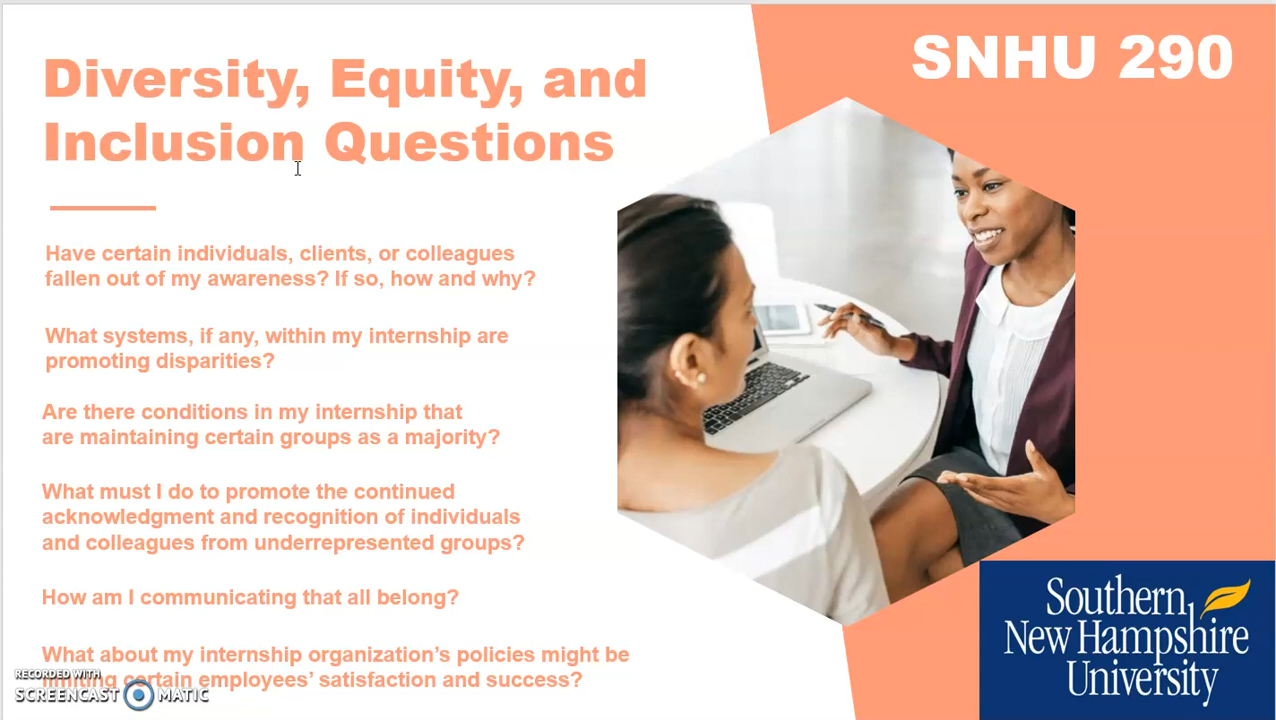 SNHU 290
Diversity, Equity, and
Inclusion Questions
Have certain individuals, clients, or colleagues
fallen out of my awareness? If so, how and why?
What systems, if any, within my internship are
promoting disparities?
Are there conditions in my internship that
are maintaining certain groups as a majority?
What must I do to promote the continued
acknowledgment and recognition of individuals
and colleagues from underrepresented groups?
How am I communicating that all belong?
What about my internship organization's policies might be
limiting certain employees' satisfaction and success?
RECORDED WITH
SCREENCAST MATIC
Southern
New Hampshire
University